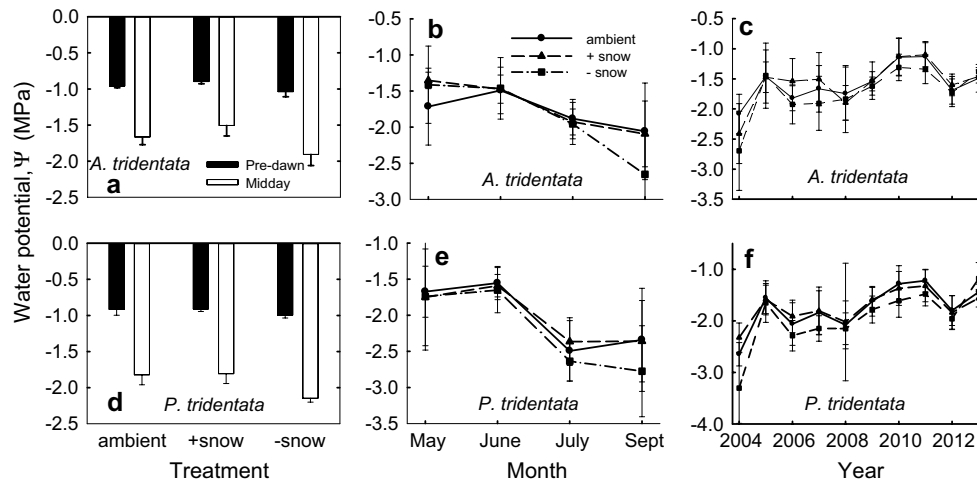 Water potential, Ψ (MPa)
0.0
-0.5
-1.0
-1.5
-2.0
-2.5
A. tridentata
a
Pre-dawn
Midday
-1.0
-1.5
-2.0
-2.5
-3.0
b
ambient
+ snow
- snow
A. tridentata
-0.5
-1.0
-1.5
-2.0
-2.5
-3.0
-3.5
c
A. tridentata
0.0
-0.5
-1.0
-1.5
-2.0
-2.5
d
P. tridentata
ambient
+snow
-snow
Treatment
-1.0
-1.5
-2.0
-2.5
-3.0
-3.5
e
P. tridentata
May
June
July
Sept
Month
-1.0
-2.0
-3.0
-4.0
f
P. tridentata
2004
2006
2008
2010
2012
Year